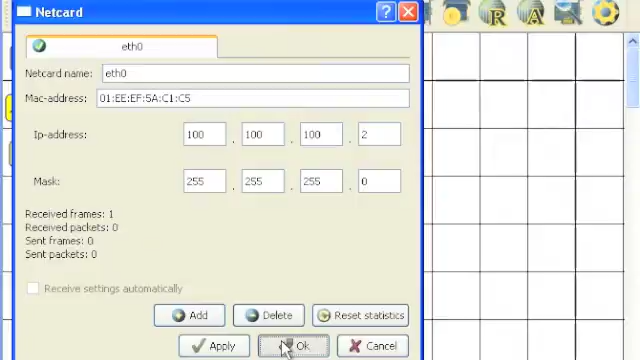 Netcard
eth0
Netcard name: eth0
Mac-address: 01:EE:EF:5A:C1:C5
Ip-address: 100 . 100 . 100 . 2
Mask: 255 . 255 . 255 . 0
Received frames: 1
Received packets: 0
Sent frames: 0
Sent packets: 0
Receive settings automatically
Add Delete Reset statistics
Apply Ok Cancel
R A